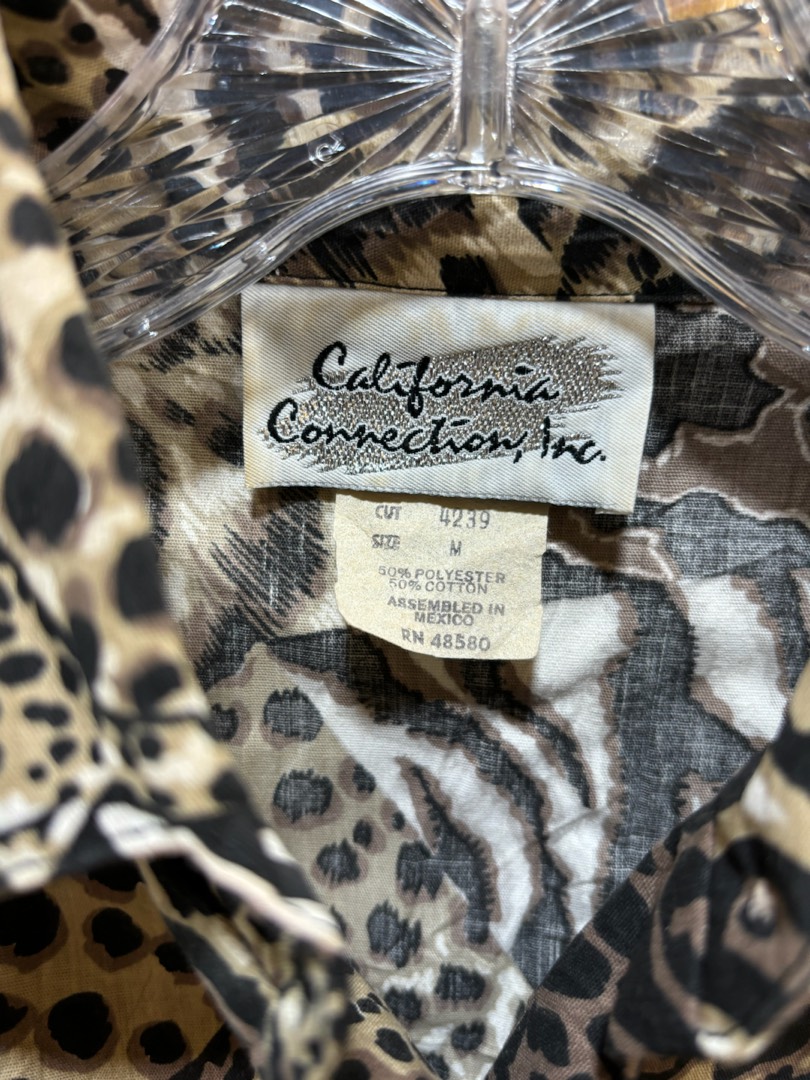 California
Connection, Inc.
CUT 4239
SIZE M
50% POLYESTER
50% COTTON
ASSEMBLED IN
MEXICO
RN 48580